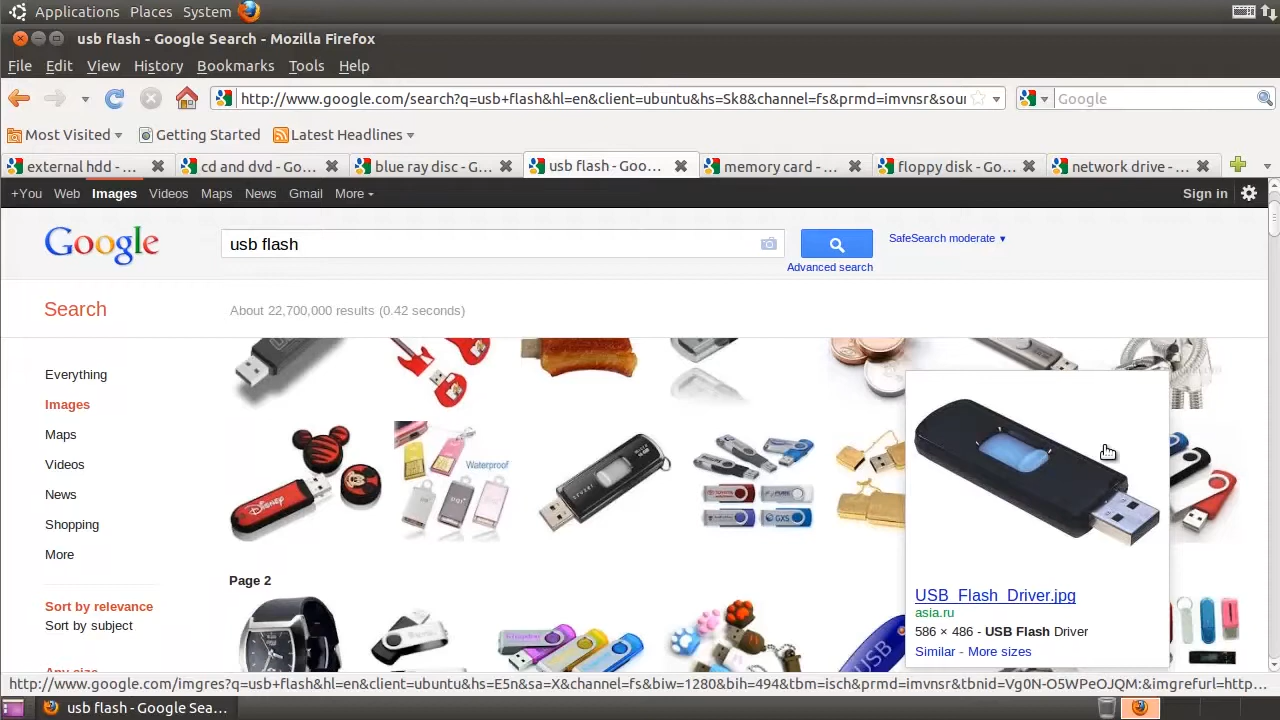 Applications Places System
usb flash - Google Search - Mozilla Firefox
File Edit View History Bookmarks Tools Help
http://www.google.com/search?q=usb+flash&hl=en&client=ubuntu&hs=Sk8&channel=fs&prmd=imvnsr&sour Google
Most Visited Getting Started Latest Headlines
external hdd - ... cd and dvd - Go... blue ray disc - G... usb flash - Goo... memory card - ... floppy disk - Go... network drive - ...
+You Web Images Videos Maps News Gmail More Sign in
Google usb flash SafeSearch moderate ▼
Advanced search
Search About 22,700,000 results (0.42 seconds)
Everything
Images
Maps
Videos
News
Shopping
More
Sort by relevance
Sort by subject
Any size
Disney
Waterproof
Page 2
USB
USB_Flash_Driver.jpg
asia.ru
586 × 486 - USB Flash Driver
Similar - More sizes
http://www.google.com/imgres?q=usb+flash&hl=en&client=ubuntu&hs=E5n&sa=X&channel=fs&biw=1280&bih=494&tbm=isch&prmd=imvnsr&tbnid=Vg0N-O5WPeOJQM:&imgrefurl=http...
usb flash - Google Sea...